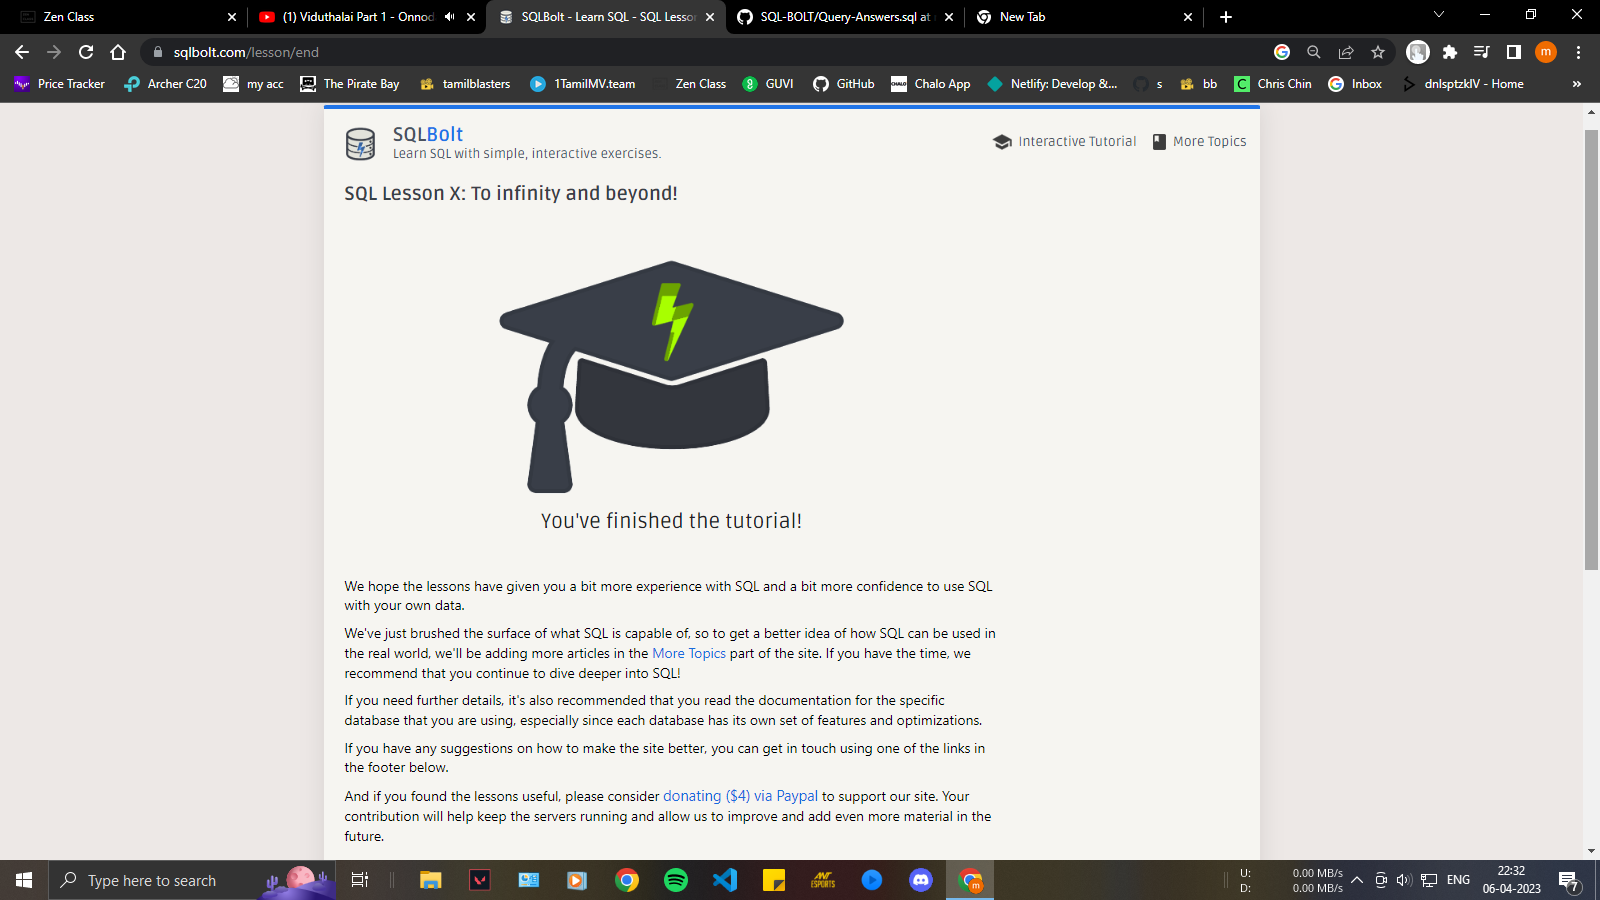 Zen Class
(1) Viduthalai Part 1 - Onnod
SQLBolt - Learn SQL - SQL Lesson
SQL-BOLT/Query-Answers.sql at
New Tab
sqlbolt.com/lesson/end
m
Price Tracker
Archer C20
my acc
The Pirate Bay
tamilblasters
1TamilMV.team
Zen Class
GUVI
GitHub
CHALO
Chalo App
Netlify: Develop &...
s
bb
C
Chris Chin
Inbox
dnlsptzklV - Home
»
SQLBolt
Learn SQL with simple, interactive exercises.
Interactive Tutorial
More Topics
SQL Lesson X: To infinity and beyond!
You've finished the tutorial!
We hope the lessons have given you a bit more experience with SQL and a bit more confidence to use SQL
with your own data.
We've just brushed the surface of what SQL is capable of, so to get a better idea of how SQL can be used in
the real world, we'll be adding more articles in the More Topics part of the site. If you have the time, we
recommend that you continue to dive deeper into SQL!
If you need further details, it's also recommended that you read the documentation for the specific
database that you are using, especially since each database has its own set of features and optimizations.
If you have any suggestions on how to make the site better, you can get in touch using one of the links in
the footer below.
And if you found the lessons useful, please consider donating ($4) via Paypal to support our site. Your
contribution will help keep the servers running and allow us to improve and add even more material in the
future.
Type here to search
ESPORTS
m
U: 0.00 MB/s
D: 0.00 MB/s
ENG
22:32
06-04-2023
7